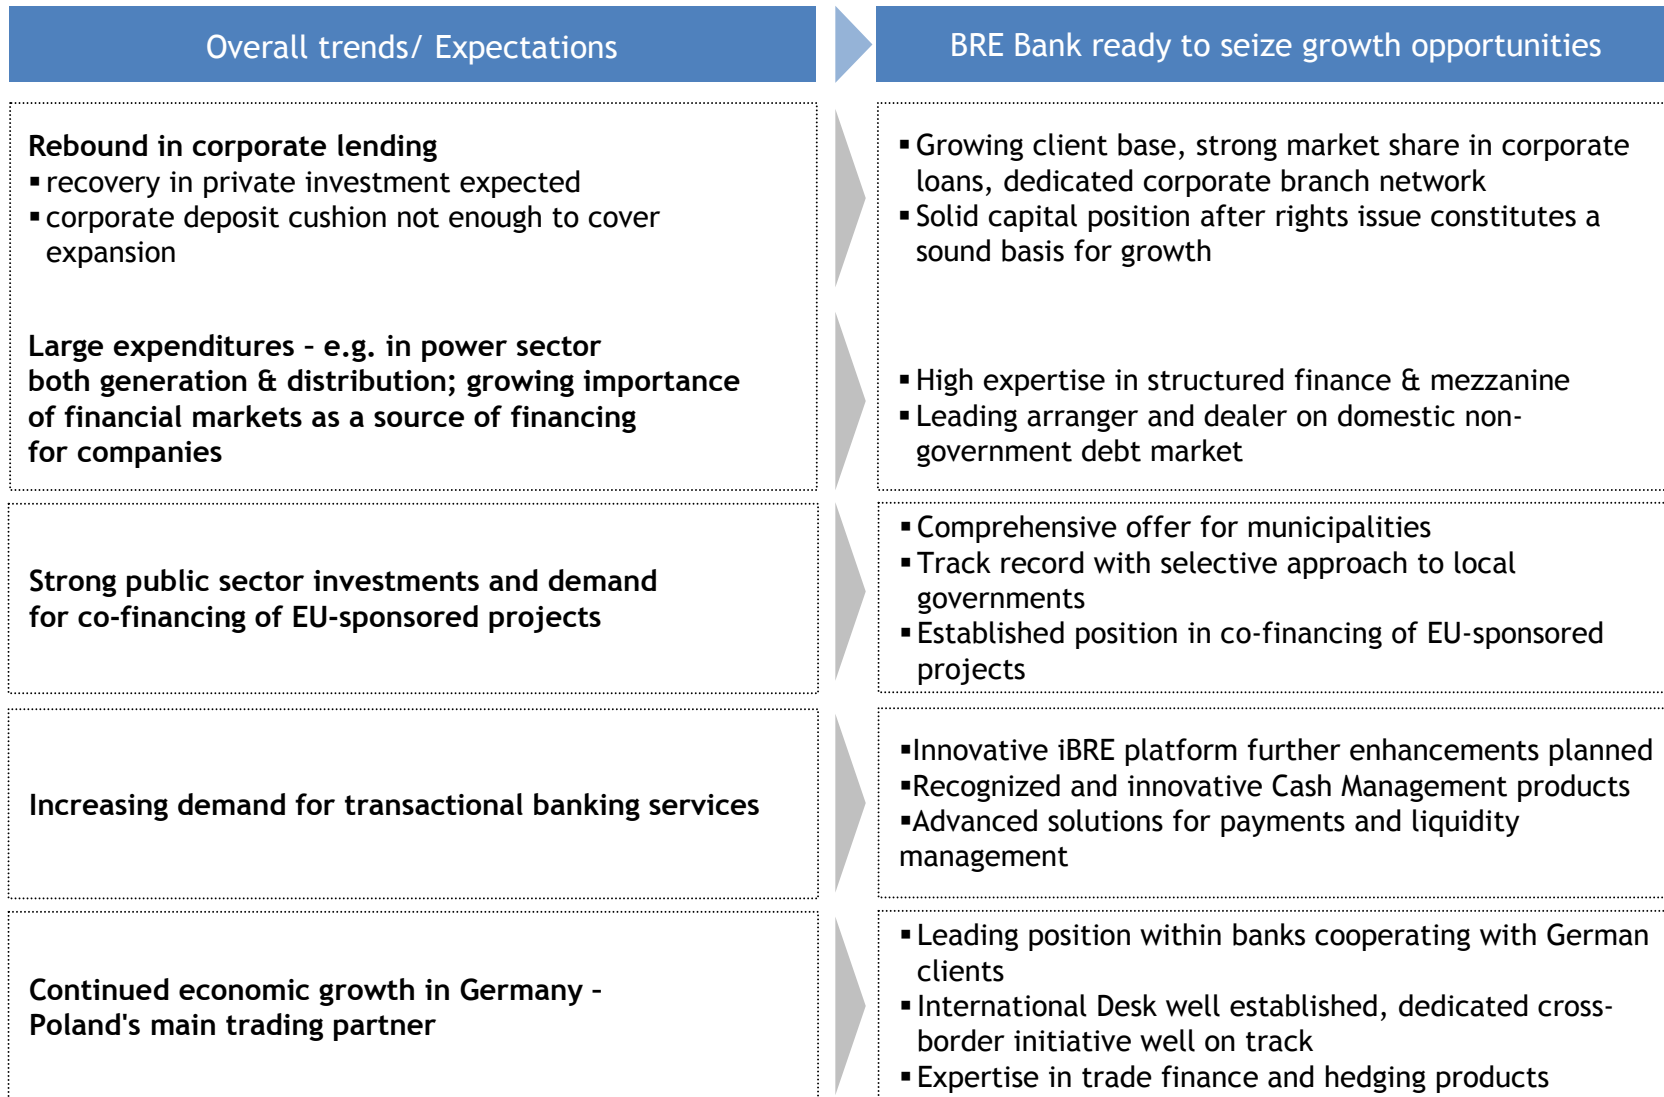 Overall trends/ Expectations
BRE Bank ready to seize growth opportunities
Rebound in corporate lending
▪ recovery in private investment expected
▪ corporate deposit cushion not enough to cover
expansion
▪ Growing client base, strong market share in corporate
loans, dedicated corporate branch network
▪ Solid capital position after rights issue constitutes a
sound basis for growth
Large expenditures – e.g. in power sector
both generation & distribution; growing importance
of financial markets as a source of financing
for companies
▪ High expertise in structured finance & mezzanine
▪ Leading arranger and dealer on domestic non-
government debt market
Strong public sector investments and demand
for co-financing of EU-sponsored projects
▪ Comprehensive offer for municipalities
▪ Track record with selective approach to local
governments
▪ Established position in co-financing of EU-sponsored
projects
Increasing demand for transactional banking services
▪Innovative iBRE platform further enhancements planned
▪Recognized and innovative Cash Management products
▪Advanced solutions for payments and liquidity
management
Continued economic growth in Germany –
Poland's main trading partner
▪ Leading position within banks cooperating with German
clients
▪ International Desk well established, dedicated cross-
border initiative well on track
▪ Expertise in trade finance and hedging products